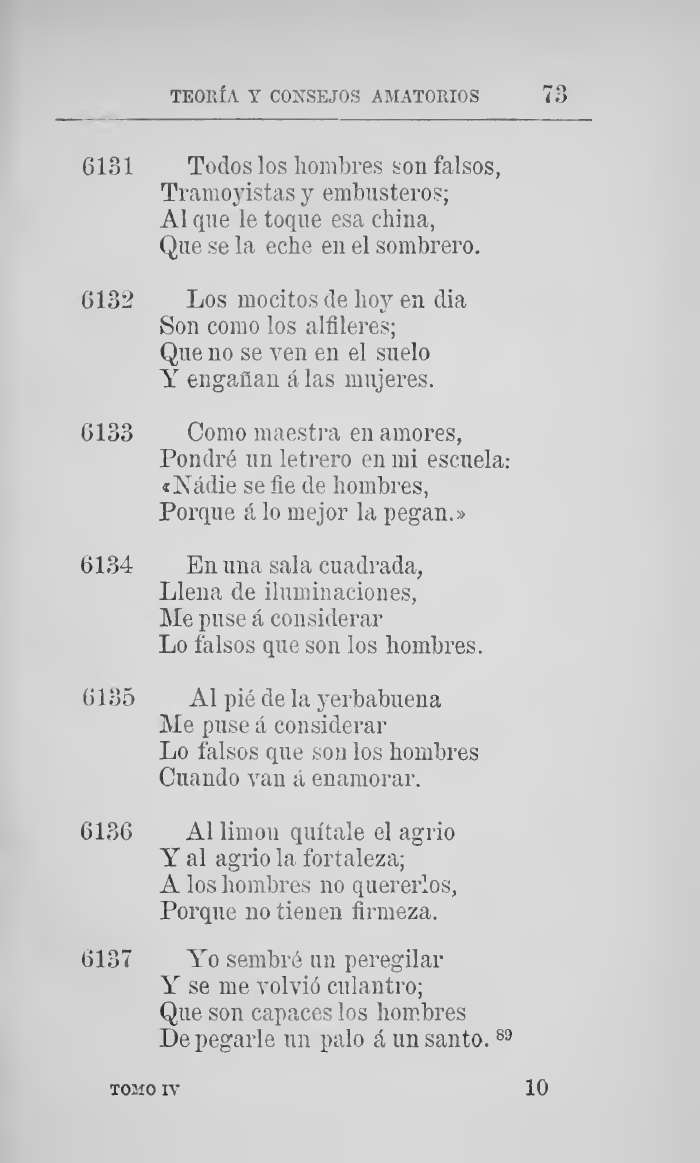 TEORÍA Y CONSEJOS AMATORIOS 73
6131 Todos los hombres son falsos,
Tramoyistas y embusteros;
Al que le toque esa china,
Que se la eche en el sombrero.
6132 Los mocitos de hoy en dia
Son como los alfileres;
Que no se ven en el suelo
Y engañan á las mujeres.
6133 Como maestra en amores,
Pondré un letrero en mi escuela:
«Nádie se fie de hombres,
Porque á lo mejor la pegan.»
6134 En una sala cuadrada,
Llena de iluminaciones,
Me puse á considerar
Lo falsos que son los hombres.
6135 Al pié de la yerbabuena
Me puse á considerar
Lo falsos que son los hombres
Cuando van á enamorar.
6136 Al limon quítale el agrio
Y al agrio la fortaleza;
A los hombres no quererlos,
Porque no tienen firmeza.
6137 Yo sembré un peregilar
Y se me volvió culantro;
Que son capaces los hombres
De pegarle un palo á un santo. 89
TOMO IV 10